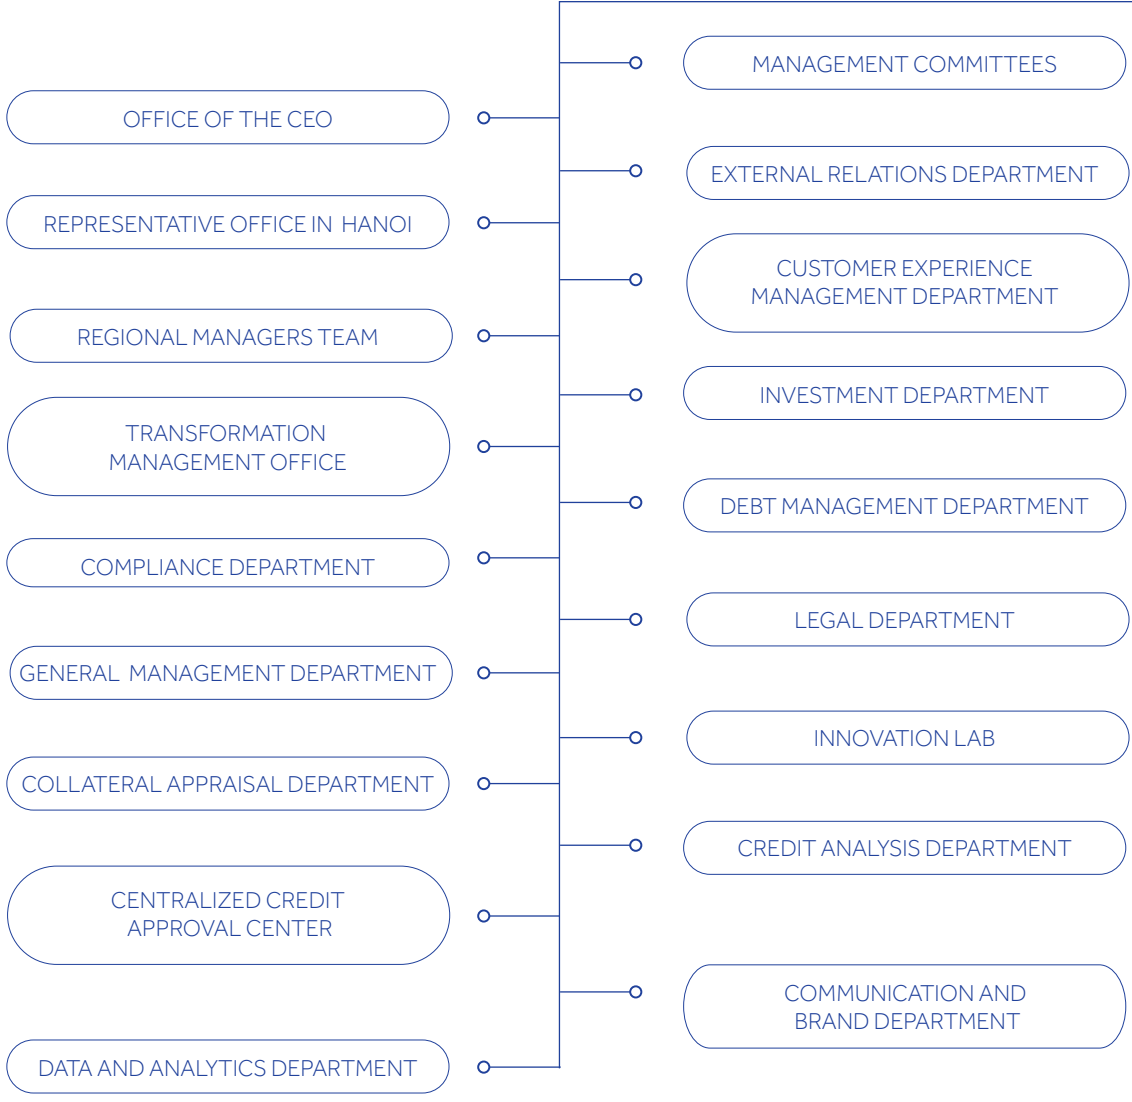 MANAGEMENT COMMITTEES
OFFICE OF THE CEO
EXTERNAL RELATIONS DEPARTMENT
REPRESENTATIVE OFFICE IN HANOI
CUSTOMER EXPERIENCE
MANAGEMENT DEPARTMENT
REGIONAL MANAGERS TEAM
INVESTMENT DEPARTMENT
TRANSFORMATION
MANAGEMENT OFFICE
DEBT MANAGEMENT DEPARTMENT
COMPLIANCE DEPARTMENT
LEGAL DEPARTMENT
GENERAL MANAGEMENT DEPARTMENT
INNOVATION LAB
COLLATERAL APPRAISAL DEPARTMENT
CREDIT ANALYSIS DEPARTMENT
CENTRALIZED CREDIT
APPROVAL CENTER
COMMUNICATION AND
BRAND DEPARTMENT
DATA AND ANALYTICS DEPARTMENT